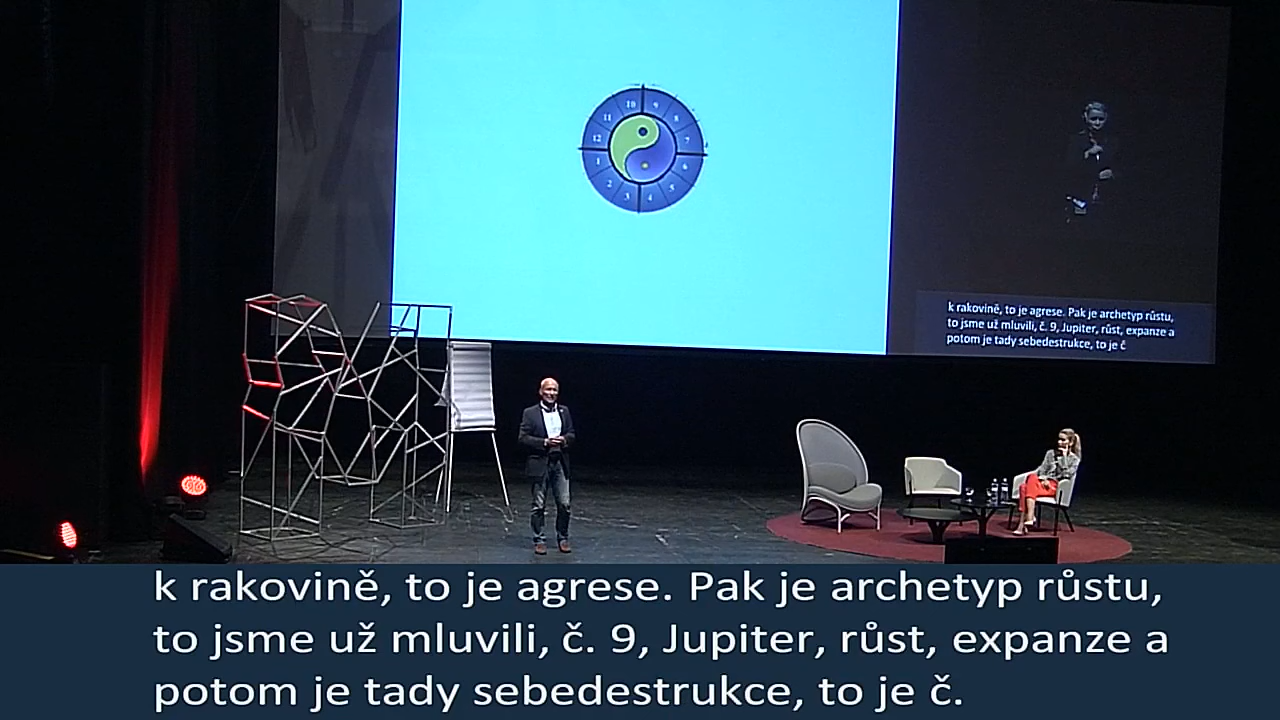 10 9
11 8
12 7
1 6
2 5
3 4
k rakovině, to je agrese. Pak je archetyp růstu,
to jsme už mluvili, č. 9, Jupiter, růst, expanze a
potom je tady sebedestrukce, to je č
k rakovině, to je agrese. Pak je archetyp růstu,
to jsme už mluvili, č. 9, Jupiter, růst, expanze a
potom je tady sebedestrukce, to je č.